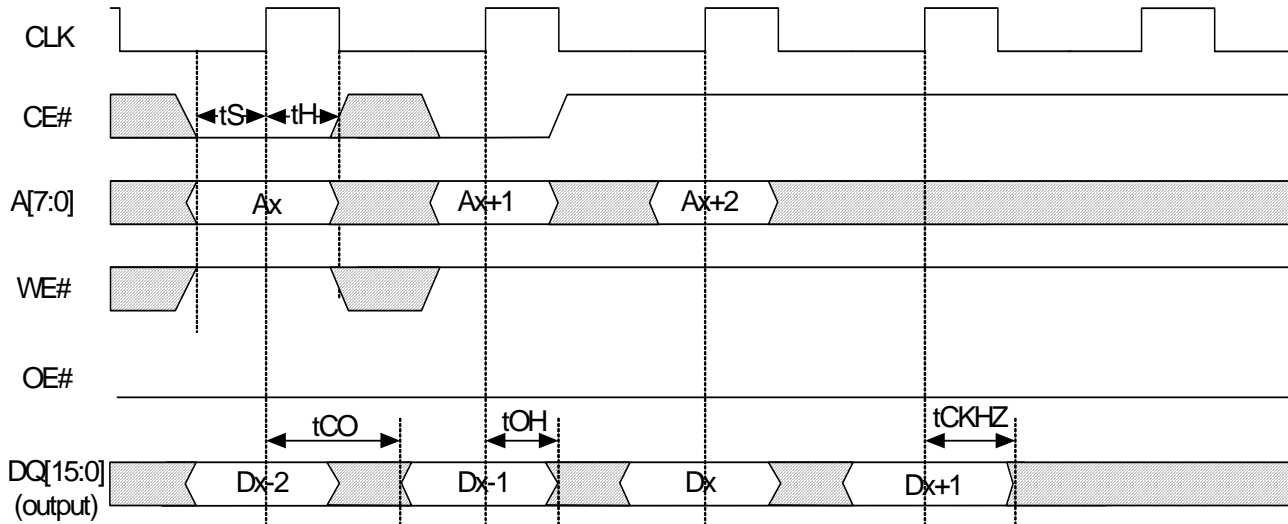 CLK
CE#
tS
tH
A[7:0]
Ax
Ax+1
Ax+2
WE#
OE#
tCO
tOH
tCKHZ
DQ[15:0]
(output)
Dx-2
Dx-1
Dx
Dx+1